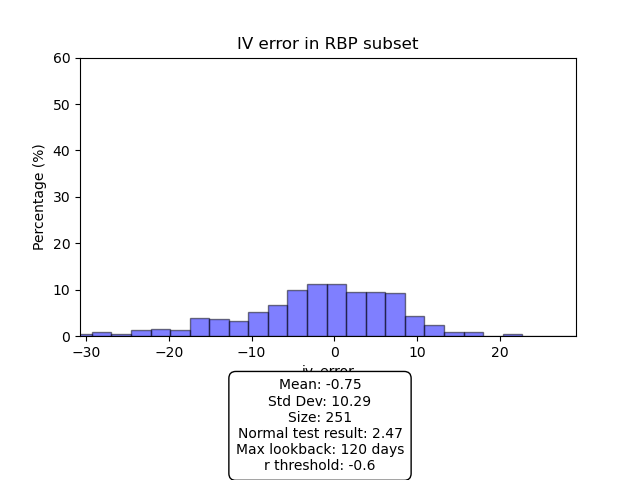 IV error in RBP subset
60
50
40
30
20
10
0
Percentage (%)
−30
−20
−10
0
10
20
iv_error
Mean: -0.75
Std Dev: 10.29
Size: 251
Normal test result: 2.47
Max lookback: 120 days
r threshold: -0.6